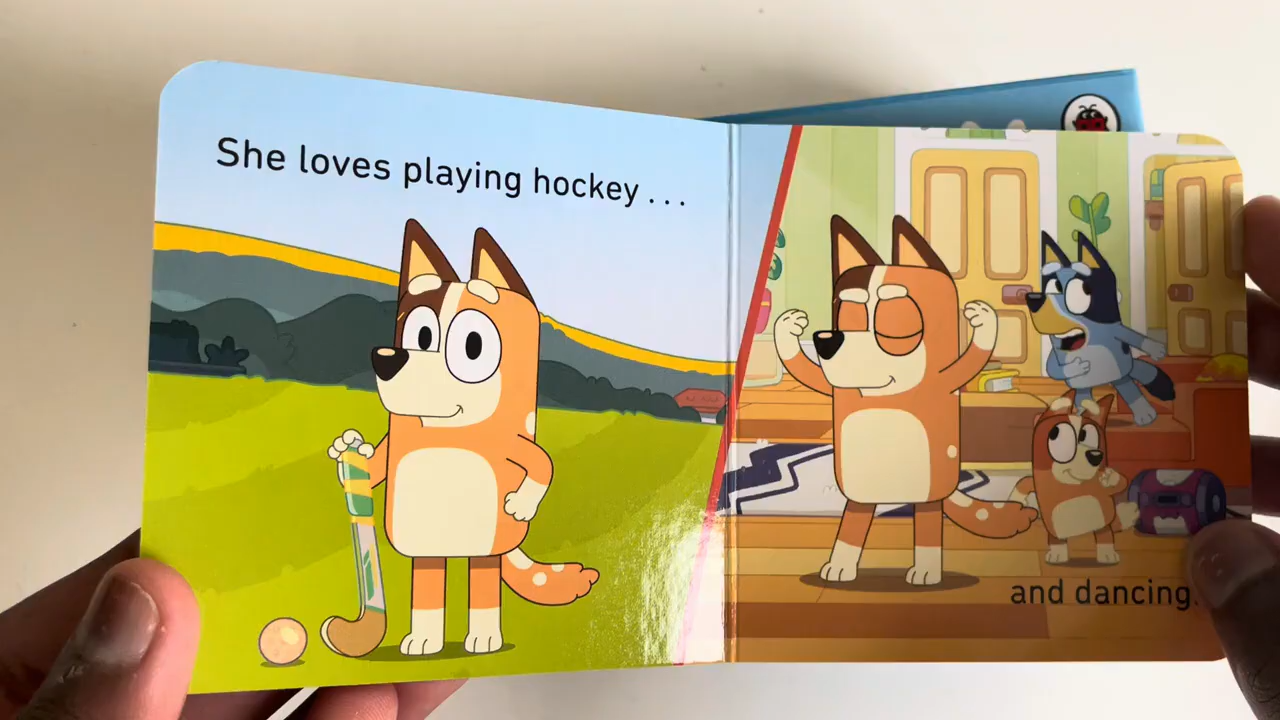 She loves playing hockey . . .
and dancing.